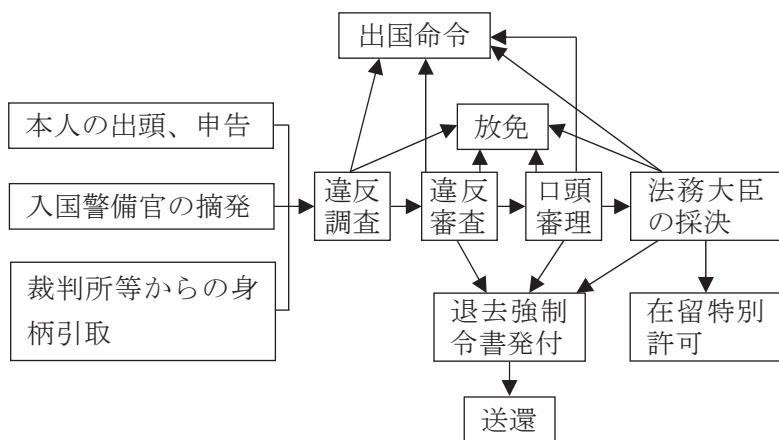 出国命令
本人の出頭、申告
放免
入国警備官の摘発
違反
調査
違反
審査
口頭
審理
法務大臣
の採決
裁判所等からの身
柄引取
退去強制
令書発付
在留特別
許可
送還